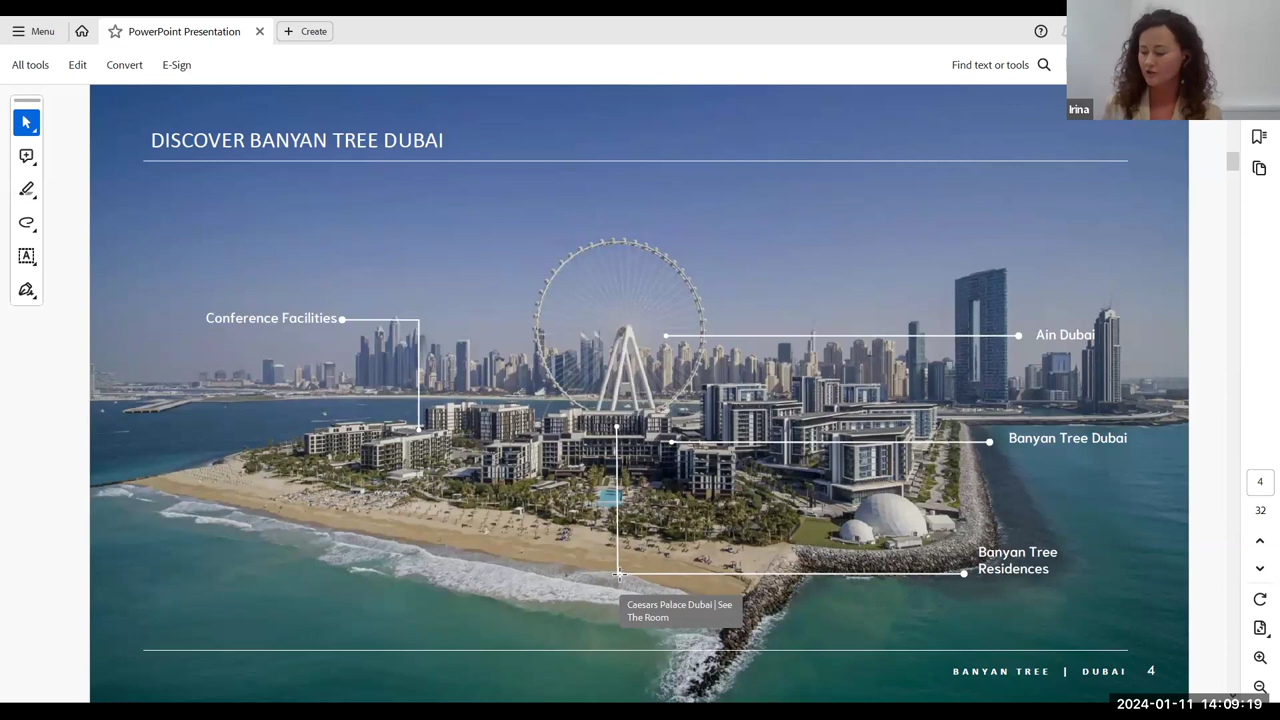 Menu
PowerPoint Presentation
Create
All tools
Edit
Convert
E-Sign
Find text or tools
Irina
DISCOVER BANYAN TREE DUBAI
Conference Facilities
Ain Dubai
Banyan Tree Dubai
Banyan Tree
Residences
Caesars Palace Dubai | See
The Room
4
32
BANYAN TREE | DUBAI 4
2024-01-11 14:09:19